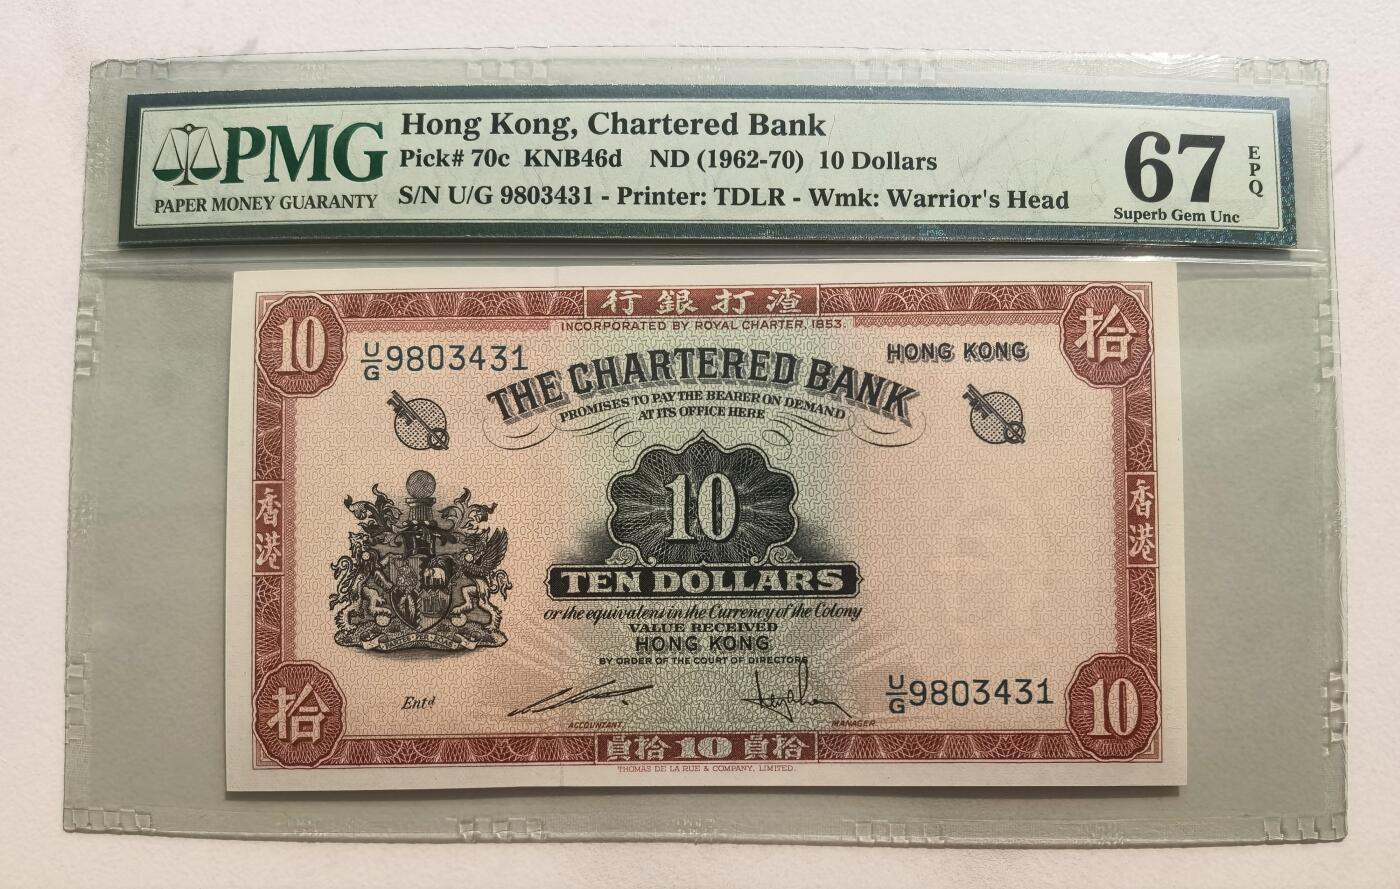 PMG
PAPER MONEY GUARANTY
Hong Kong, Chartered Bank
Pick# 70c KNB46d ND (1962-70) 10 Dollars
S/N U/G 9803431 - Printer: TDLR - Wmk: Warrior's Head
67
EPQ
Superb Gem Unc
行銀打渣
INCORPORATED BY ROYAL CHARTER, 1853.
10
拾
U/G 9803431
HONG KONG
THE CHARTERED BANK
PROMISES TO PAY THE BEARER ON DEMAND
AT ITS OFFICE HERE
10
香港
香港
TEN DOLLARS
or the equivalent in the Currency of the Colony
VALUE RECEIVED
HONG KONG
BY ORDER OF THE COURT OF DIRECTORS
拾
Entd
U/G 9803431
10
ACCOUNTANT.
MANAGER
員拾10員拾
THOMAS DE LA RUE & COMPANY, LIMITED.